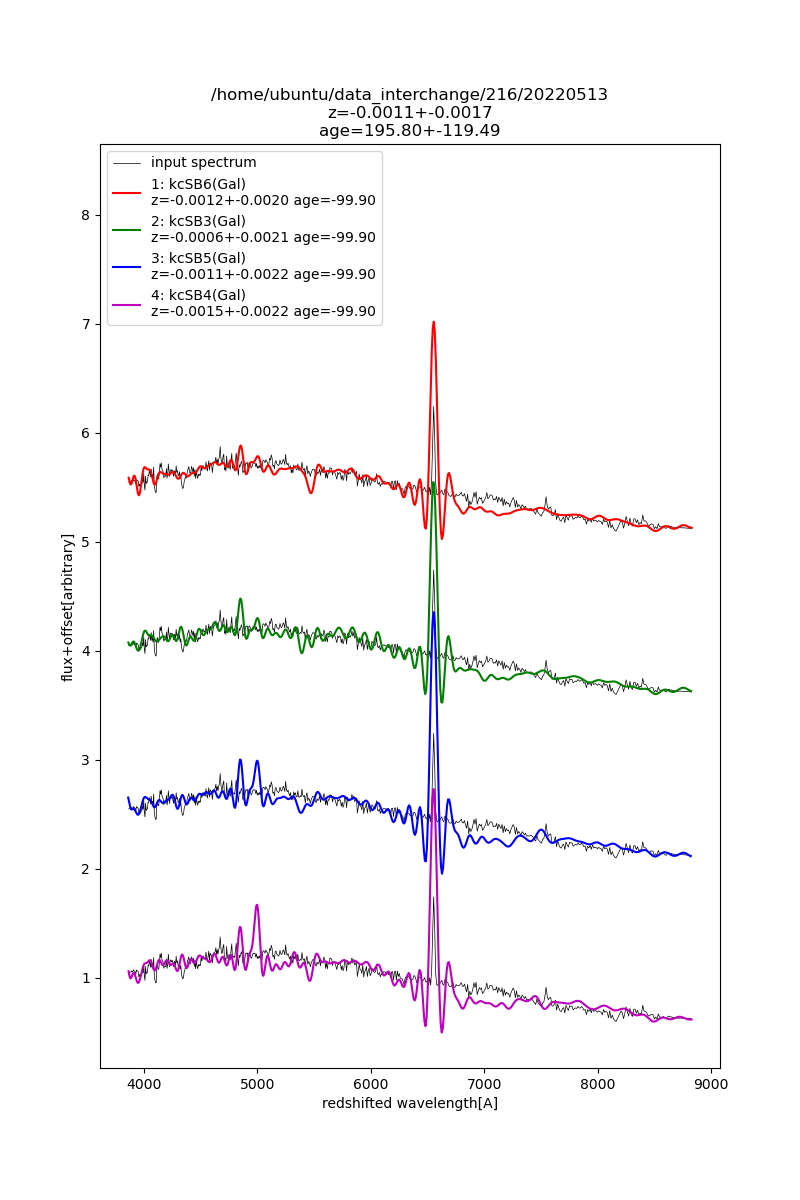 /home/ubuntu/data_interchange/216/20220513
z=-0.0011+-0.0017
age=195.80+-119.49
input spectrum
1: kcSB6(Gal)
z=-0.0012+-0.0020 age=-99.90
2: kcSB3(Gal)
z=-0.0006+-0.0021 age=-99.90
3: kcSB5(Gal)
z=-0.0011+-0.0022 age=-99.90
4: kcSB4(Gal)
z=-0.0015+-0.0022 age=-99.90
8
7
6
5
4
3
2
1
flux+offset[arbitrary]
4000 5000 6000 7000 8000 9000
redshifted wavelength[A]